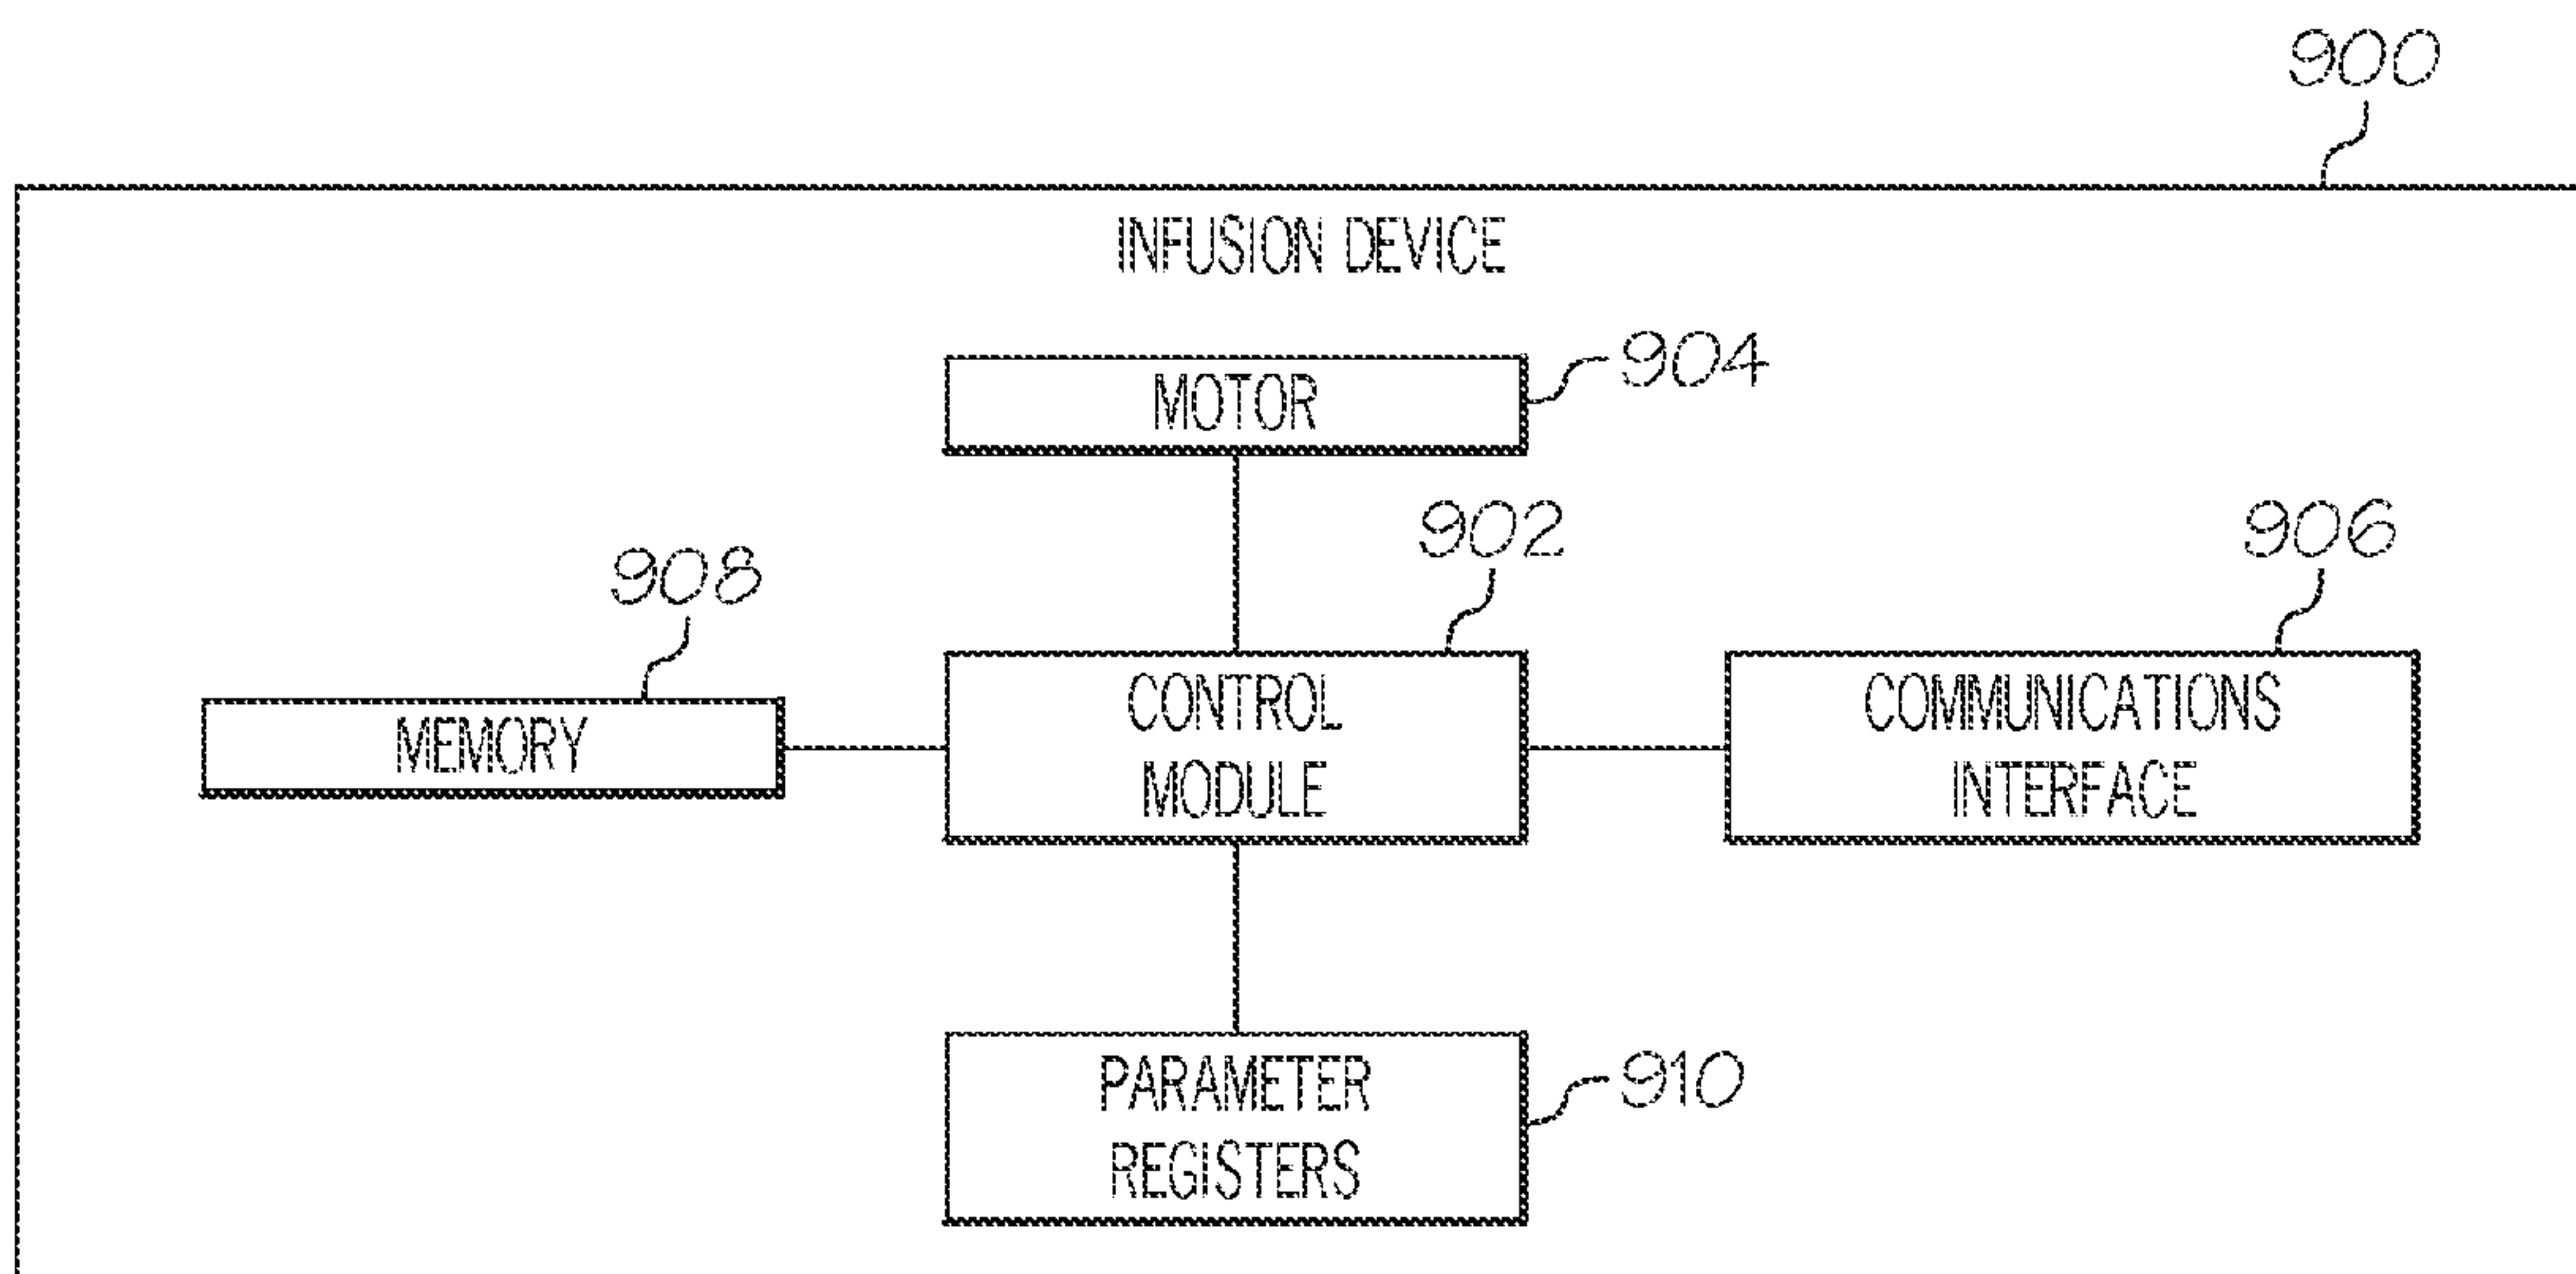 900
INFUSION DEVICE
904
MOTOR
902
906
908
CONTROL
MODULE
COMMUNICATIONS
INTERFACE
MEMORY
PARAMETER
REGISTERS
910